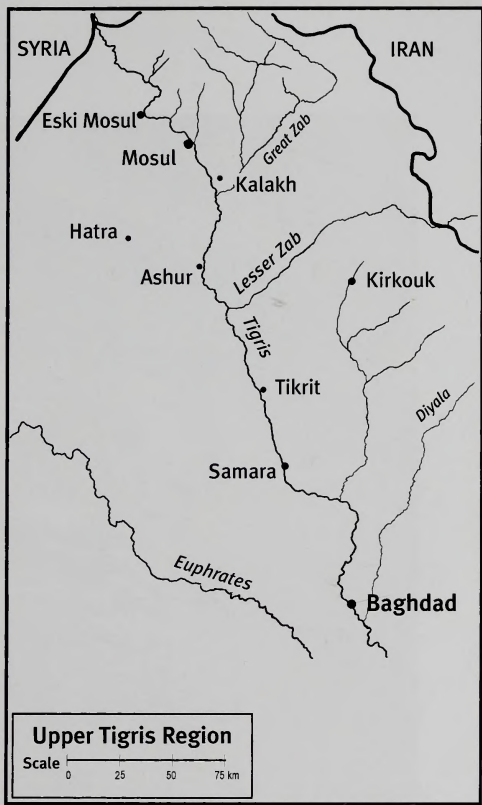 SYRIA
IRAN
Eski Mosul
Mosul
Great Zab
Kalakh
Hatra
Ashur
Lesser Zab
Kirkouk
Tigris
Tikrit
Diyala
Samara
Euphrates
Baghdad
Upper Tigris Region
Scale
0 25 50 75 km